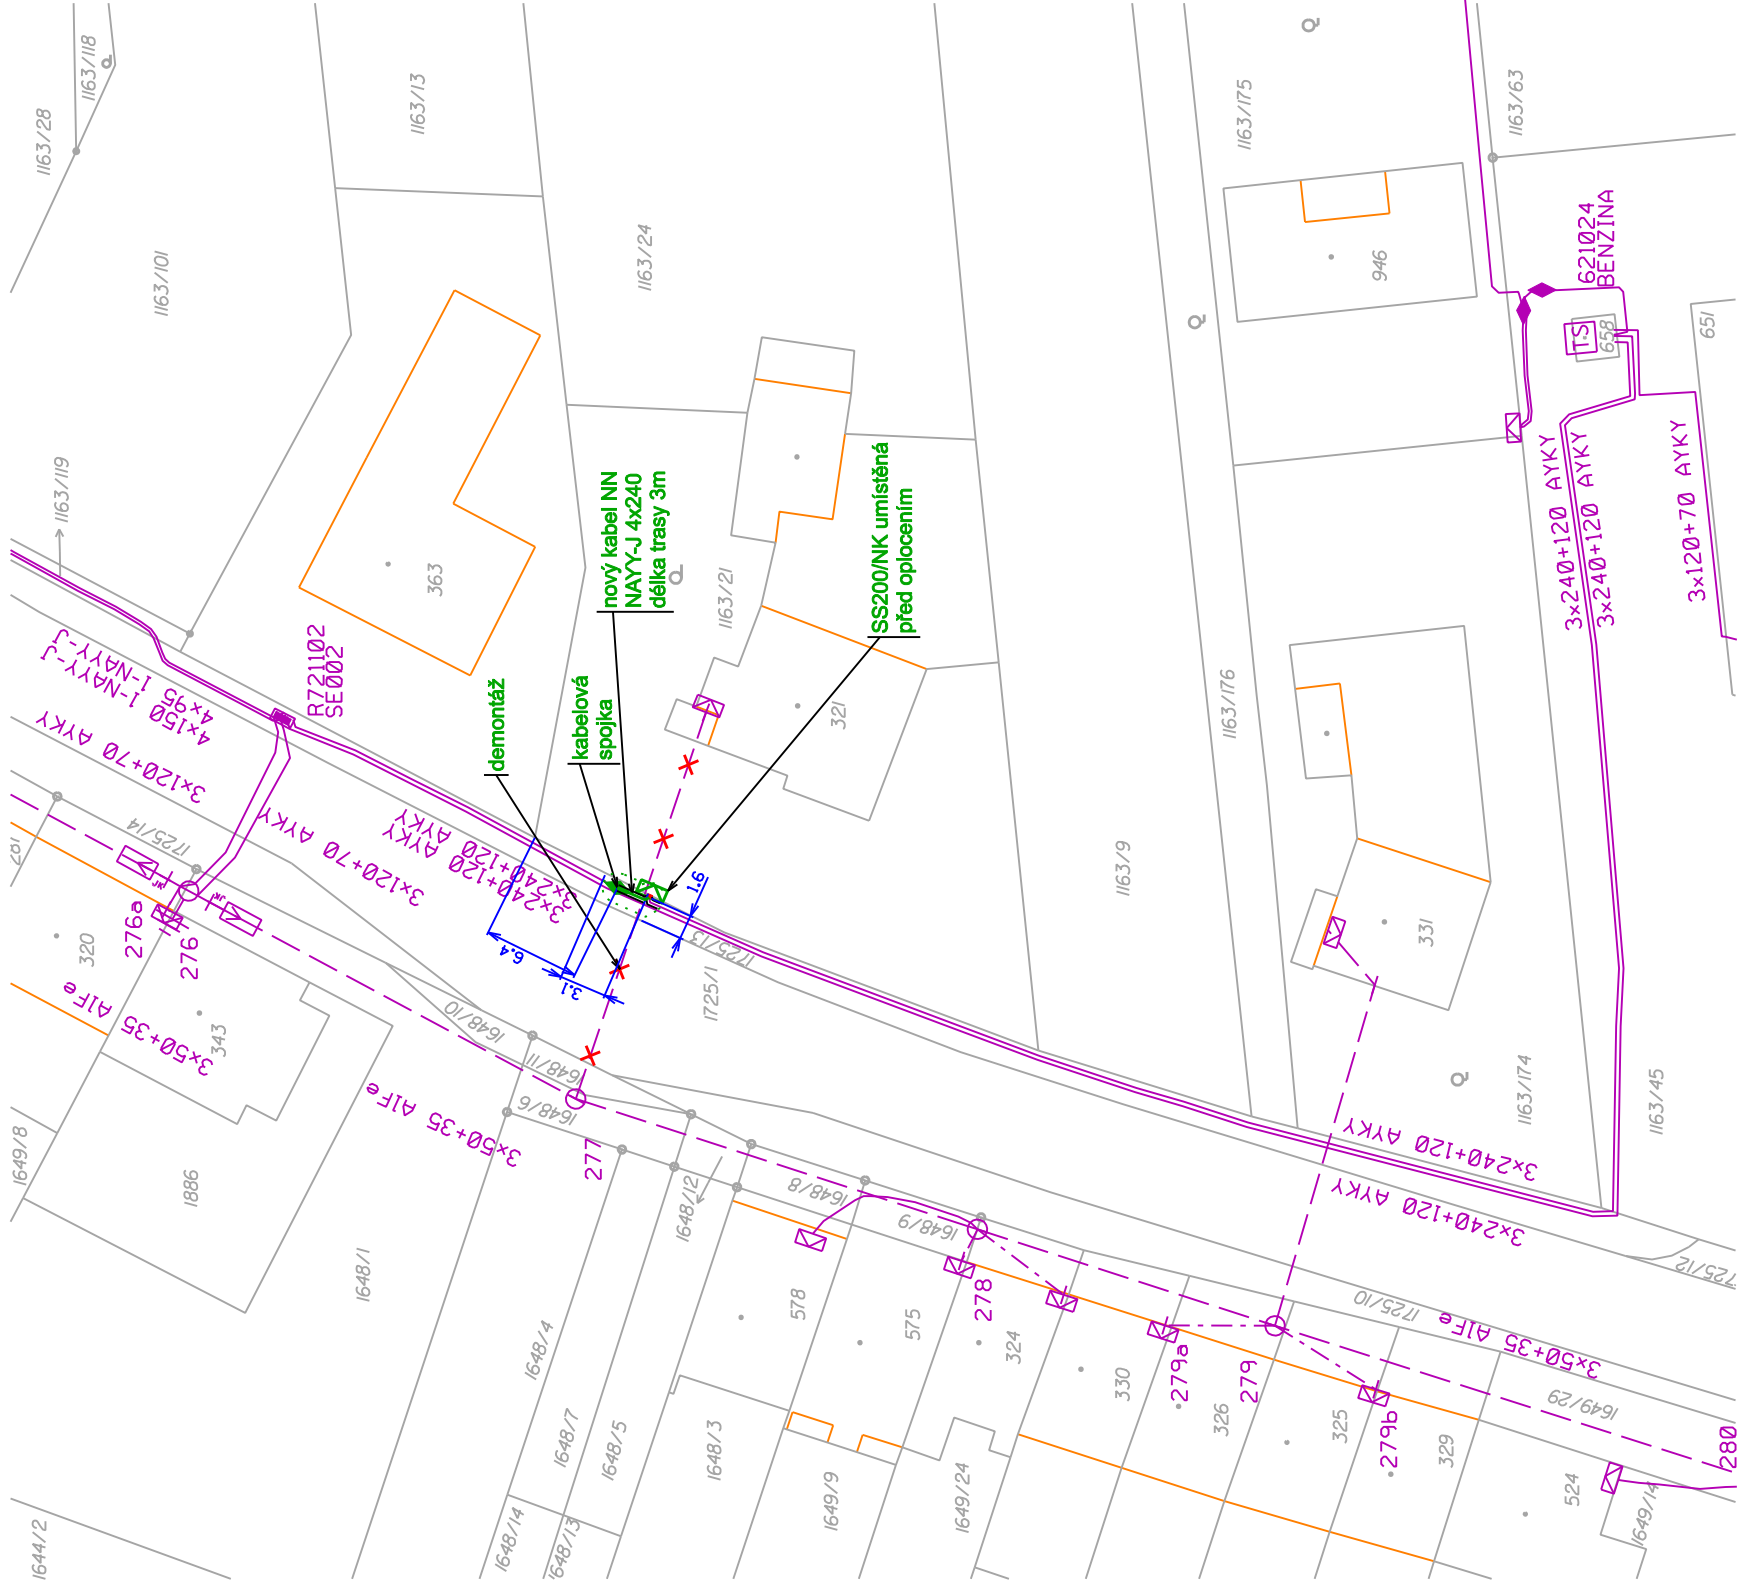 1163/118
1163/28
1163/13
1163/175
1163/63
1163/101
1163/24
946
621024
BENZINA
TS
658
651
1163/119
363
nový kabel NN
NAYY-J 4x240
délka trasy 3m
SS200/NK umístěná
před oplocením
1163/21
3x240+120 AYKY
3x240+120 AYKY
3x120+70 AYKY
1-NAYY-J
4x150
1-NAYY-J
4x95
R721102
SE002
demontáž
kabelová
spojka
321
1163/176
3x120+70 AYKY
3x120+70 AYKY
3x240+120 AYKY
3x240+120 AYKY
1725/14
281
1163/9
331
276a
276
320
343
1.6
6.4
3.1
1725/13
1725/1
3x50+35 AlFe
1648/10
1648/11
1648/6
3x50+35 AlFe
277
1649/8
1886
1648/1
1163/174
1163/45
3x240+120 AYKY
3x240+120 AYKY
1648/12
1648/8
1648/9
278
1725/12
1725/10
3x50+35 AlFe
578
575
324
330
279a
279
326
325
279b
329
1649/29
280
524
1649/14
1648/4
1648/7
1648/5
1648/3
1649/9
1649/24
1648/14
1648/13
1644/2